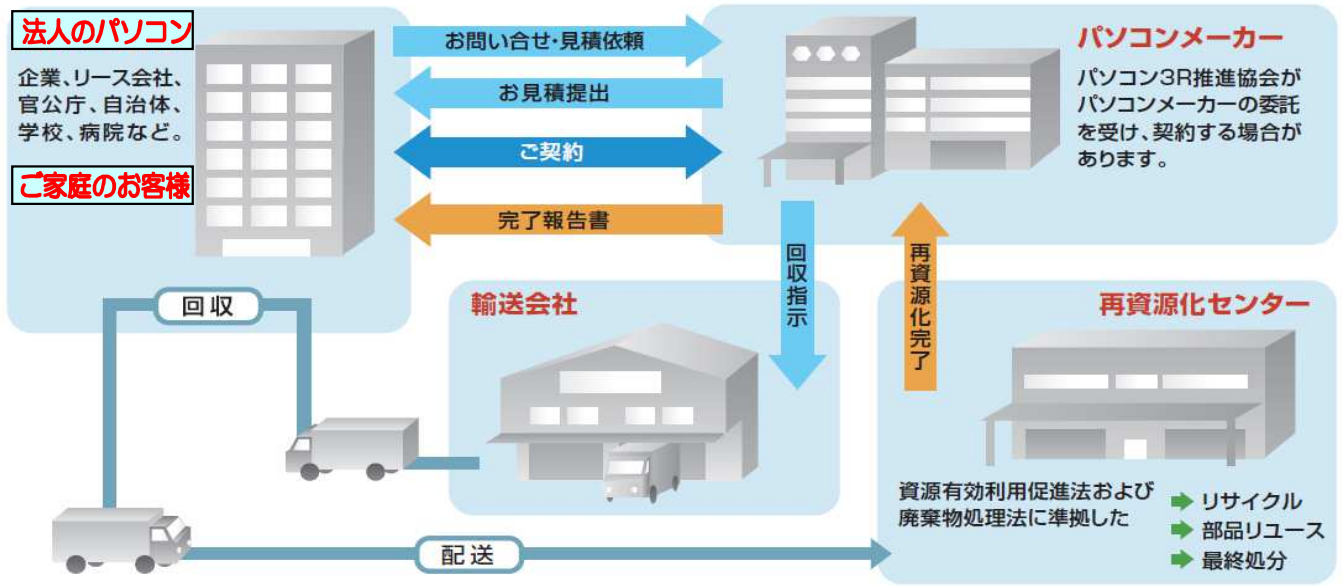 法人のパソコン
企業、リース会社、
官公庁、自治体、
学校、病院など。
ご家庭のお客様
お問い合せ・見積依頼
お見積提出
ご契約
完了報告書
パソコンメーカー
パソコン3R推進協会が
パソコンメーカーの委託
を受け、契約する場合が
あります。
回収指示
再資源化完了
回収
輸送会社
再資源化センター
資源有効利用促進法および
廃棄物処理法に準拠した
リサイクル
部品リユース
最終処分
配送